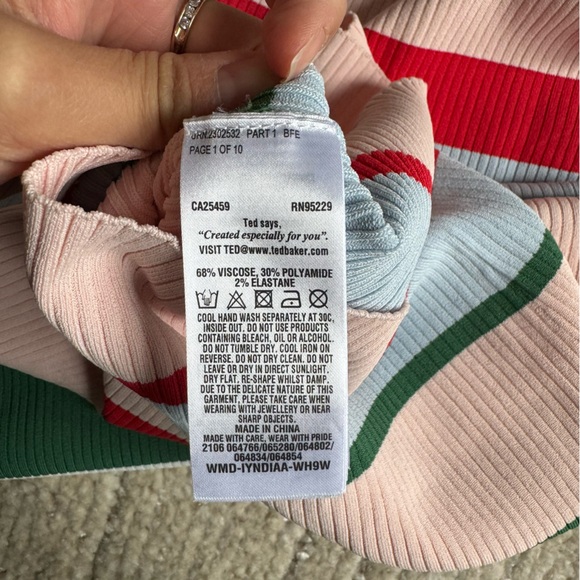 GRN:2302532 PART 1 BFE
PAGE 1 OF 10
CA25459 RN95229
Ted says,
“Created especially for you”.
VISIT TED@www.tedbaker.com
68% VISCOSE, 30% POLYAMIDE
2% ELASTANE
COOL HAND WASH SEPARATELY AT 30C,
INSIDE OUT. DO NOT USE PRODUCTS
CONTAINING BLEACH, OIL OR ALCOHOL.
DO NOT TUMBLE DRY. COOL IRON ON
REVERSE. DO NOT DRY CLEAN. DO NOT
LEAVE OR DRY IN DIRECT SUNLIGHT.
DRY FLAT. RE-SHAPE WHILST DAMP.
DUE TO THE DELICATE NATURE OF THIS
GARMENT, PLEASE TAKE CARE WHEN
WEARING WITH JEWELLERY OR NEAR
SHARP OBJECTS.
MADE IN CHINA
MADE WITH CARE, WEAR WITH PRIDE
2106 064766/065280/064802/
064834/064854
WMD-IYNDIAA-WH9W